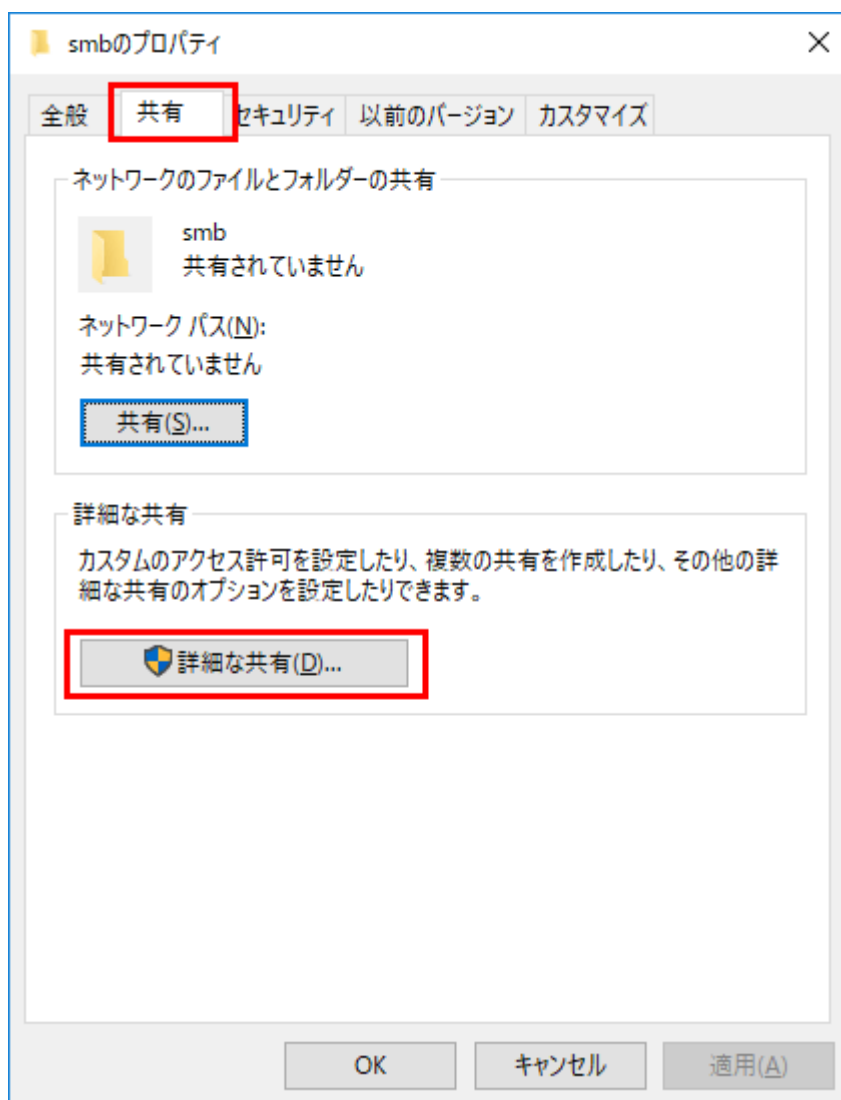 smbのプロパティ
全般
共有
セキュリティ
以前のバージョン
カスタマイズ
ネットワークのファイルとフォルダーの共有
smb
共有されていません
ネットワーク パス(N):
共有されていません
共有(S)...
詳細な共有
カスタムのアクセス許可を設定したり、複数の共有を作成したり、その他の詳
細な共有のオプションを設定したりできます。
詳細な共有(D)...
OK
キャンセル
適用(A)